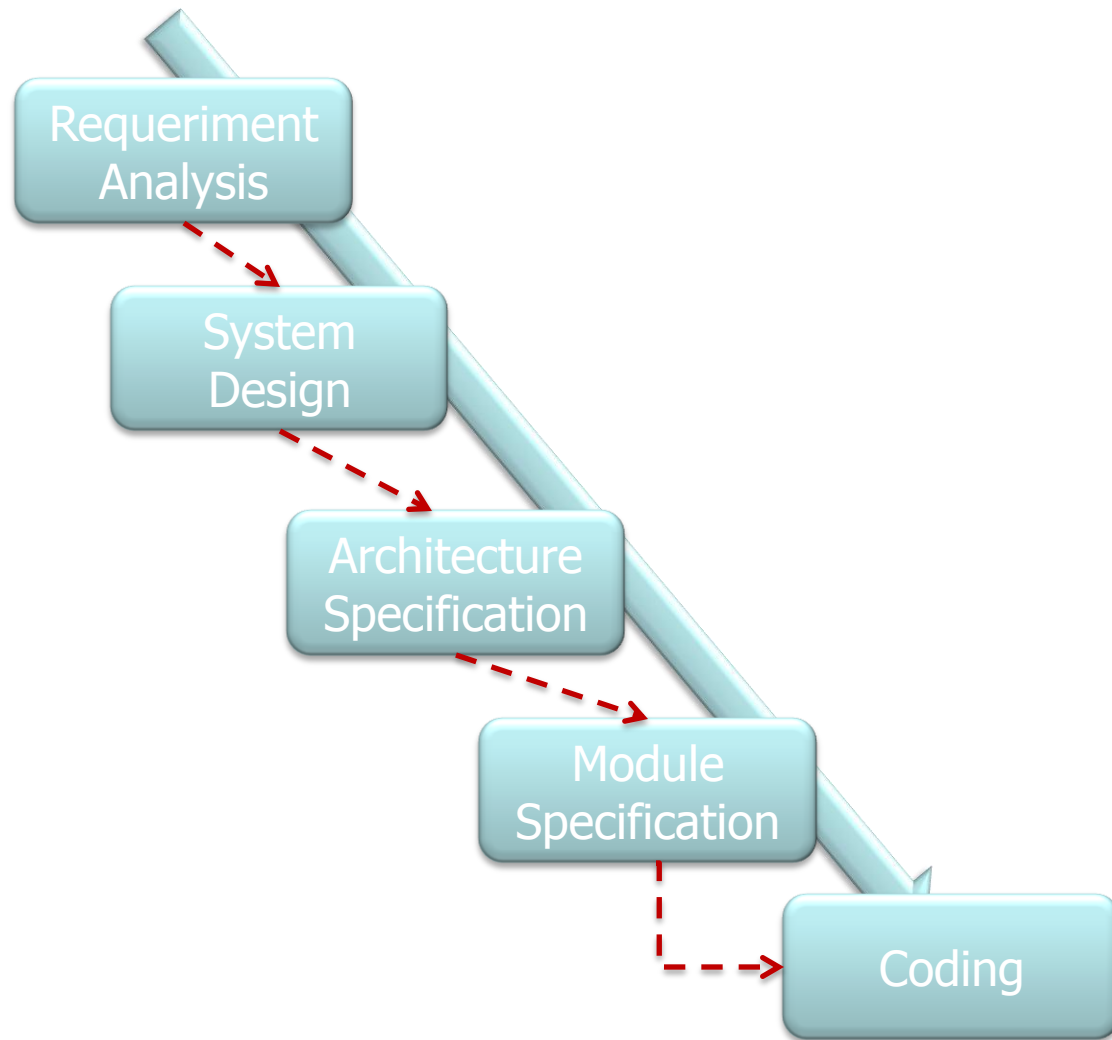 Requeriment
Analysis
System
Design
Architecture
Specification
Module
Specification
Coding